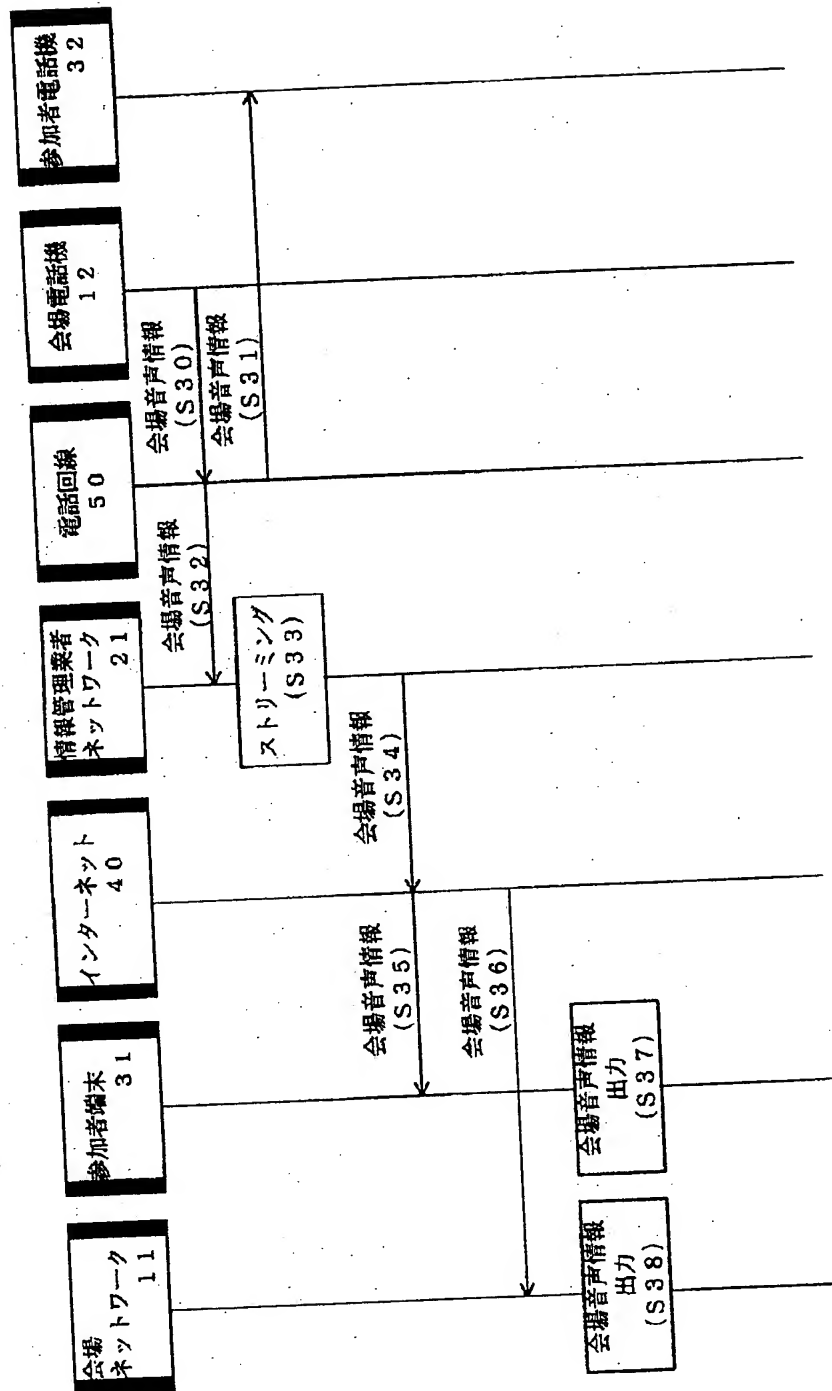 会場
ネットワーク
11
参加者端末
31
インターネット
40
情報管理業者
ネットワーク
21
電話回線
50
会場電話機
12
参加者電話機
32
会場音声情報
(S30)
会場音声情報
(S31)
会場音声情報
(S32)
ストリーミング
(S33)
会場音声情報
(S34)
会場音声情報
(S35)
会場音声情報
(S36)
会場音声情報
出力
(S37)
会場音声情報
出力
(S38)